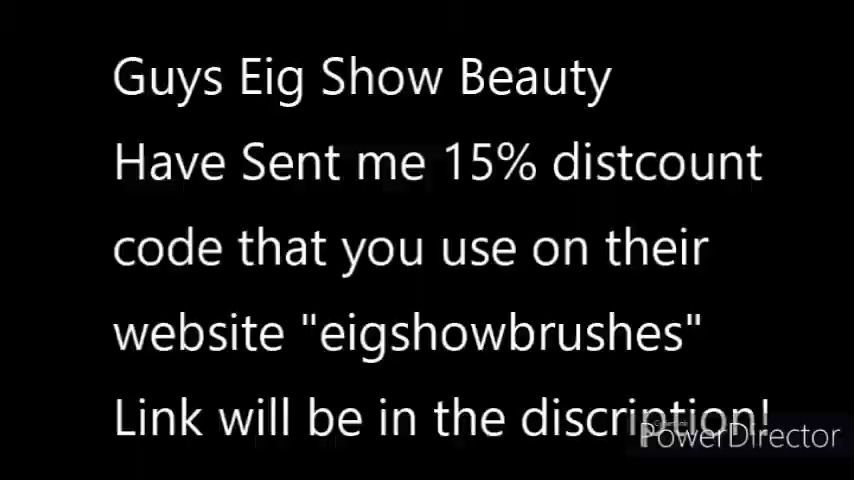 Guys Eig Show Beauty
Have Sent me 15% distcount
code that you use on their
website "eigshowbrushes"
Link will be in the discription!
PowerDirector